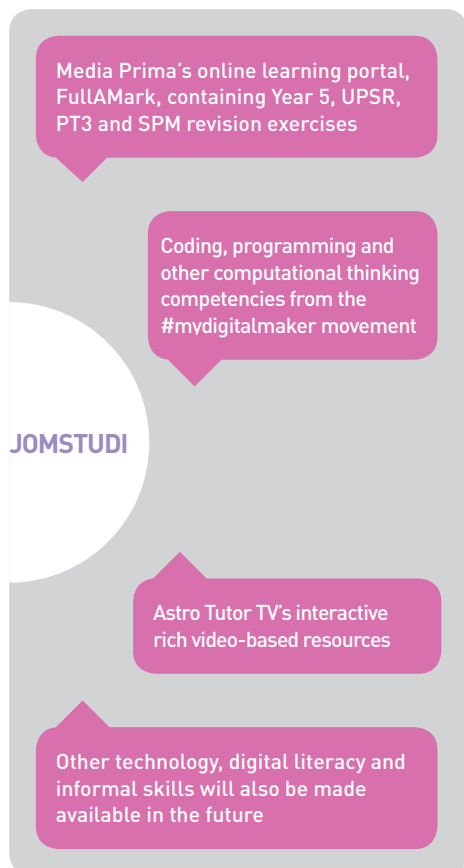 Media Prima’s online learning portal,
FullAMark, containing Year 5, UPSR,
PT3 and SPM revision exercises
Coding, programming and
other computational thinking
competencies from the
#mydigitalmaker movement
JOMSTUDI
Astro Tutor TV’s interactive
rich video-based resources
Other technology, digital literacy and
informal skills will also be made
available in the future